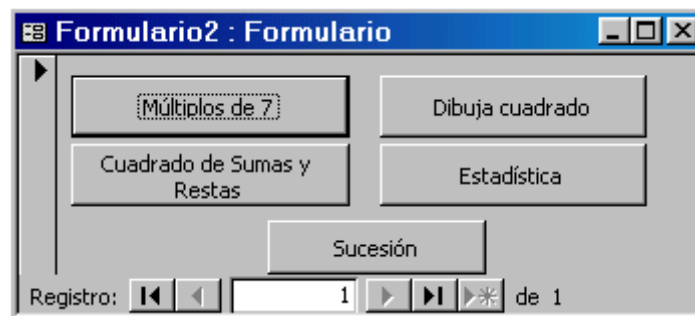 Formulario2 : Formulario
Múltiplos de 7
Dibuja cuadrado
Cuadrado de Sumas y
Restas
Estadística
Sucesión
Registro: 1 de 1